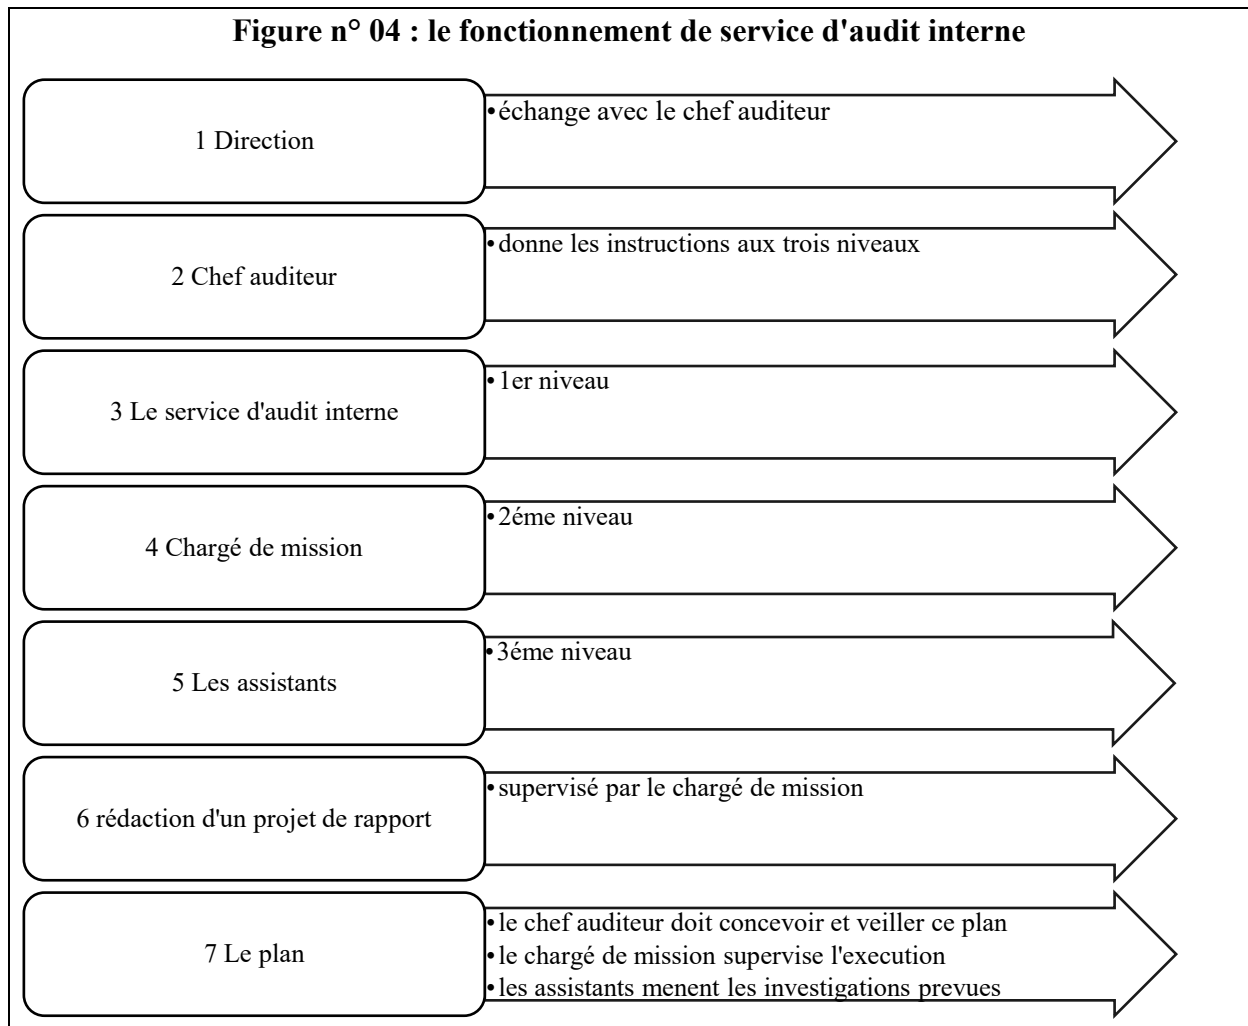 Figure n° 04 : le fonctionnement de service d'audit interne
1 Direction
•échange avec le chef auditeur
2 Chef auditeur
•donne les instructions aux trois niveaux
3 Le service d'audit interne
•1er niveau
4 Chargé de mission
•2éme niveau
5 Les assistants
•3éme niveau
6 rédaction d'un projet de rapport
•supervisé par le chargé de mission
7 Le plan
•le chef auditeur doit concevoir et veiller ce plan
•le chargé de mission supervise l'execution
•les assistants menent les investigations prevues